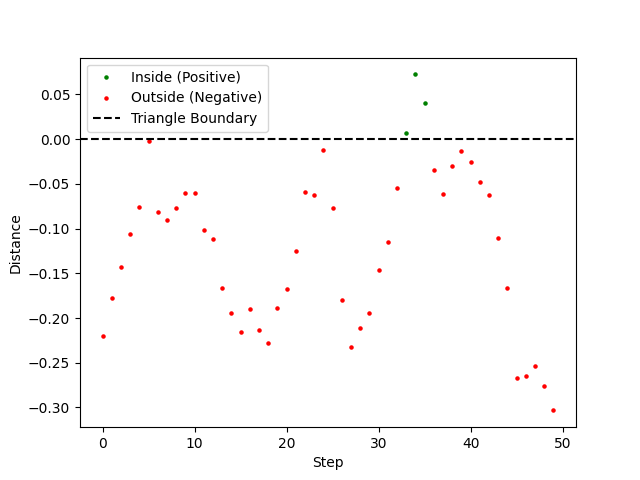 Inside (Positive)
Outside (Negative)
Triangle Boundary
0.05
0.00
−0.05
−0.10
−0.15
−0.20
−0.25
−0.30
Distance
0 10 20 30 40 50
Step